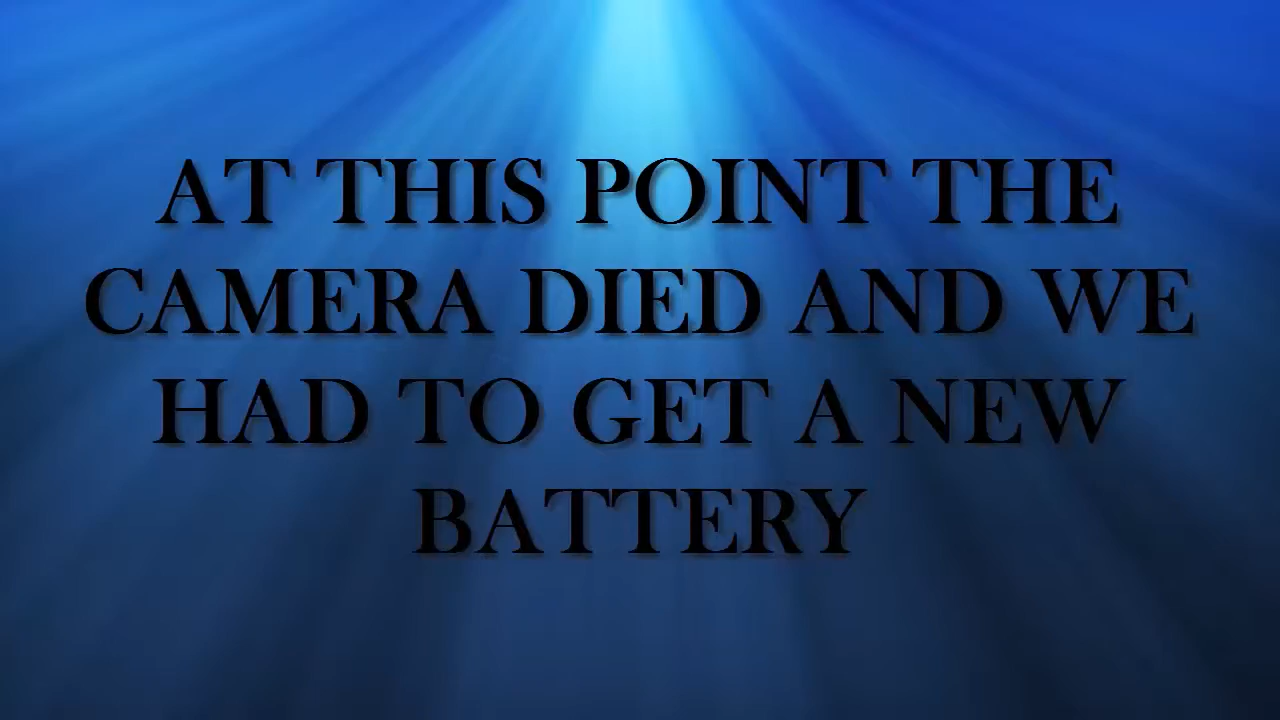 AT THIS POINT THE
CAMERA DIED AND WE
HAD TO GET A NEW
BATTERY